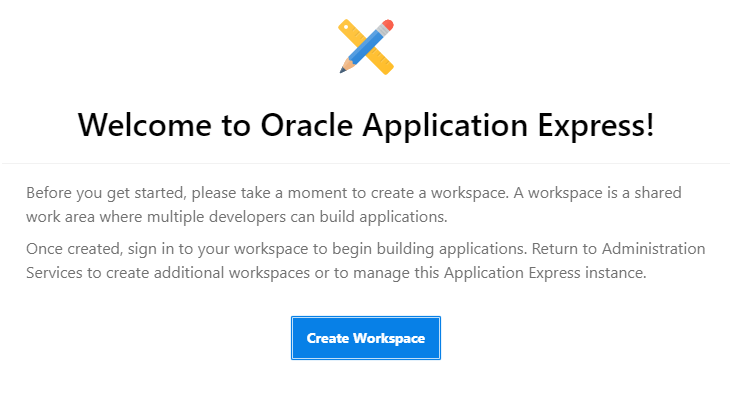 Welcome to Oracle Application Express!
Before you get started, please take a moment to create a workspace. A workspace is a shared
work area where multiple developers can build applications.
Once created, sign in to your workspace to begin building applications. Return to Administration
Services to create additional workspaces or to manage this Application Express instance.
Create Workspace